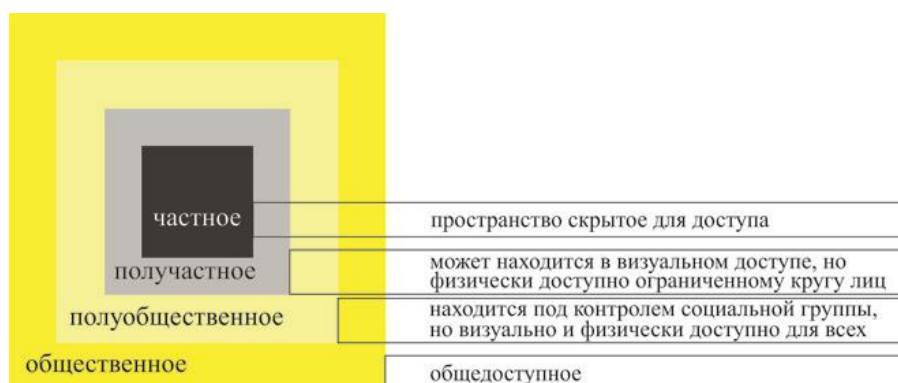 частное
пространство скрытое для доступа
получастное
может находится в визуальном доступе, но
физически доступно ограниченному кругу лиц
полуобщественное
находится под контролем социальной группы,
но визуально и физически доступно для всех
общественное
общедоступное